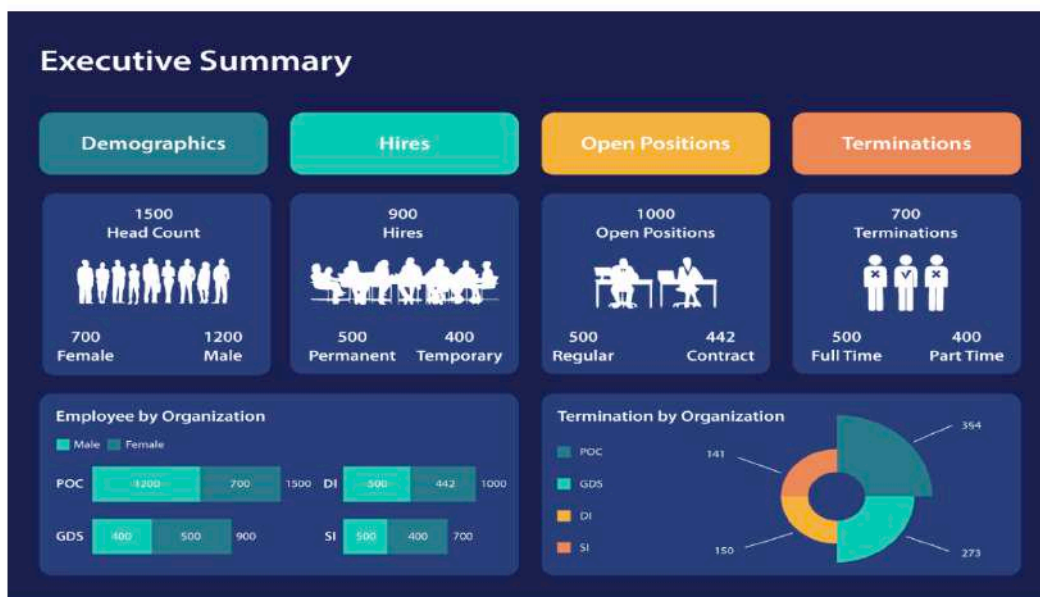 Executive Summary
Demographics
Hires
Open Positions
Terminations
1500
Head Count
700 1200
Female Male
900
Hires
500 400
Permanent Temporary
1000
Open Positions
500 442
Regular Contract
700
Terminations
500 400
Full Time Part Time
Employee by Organization
Male Female
POC 1200 700 1500
DI 500 442 1000
GDS 400 500 900
SI 500 400 700
Termination by Organization
POC
GDS
DI
SI
141
364
150
273